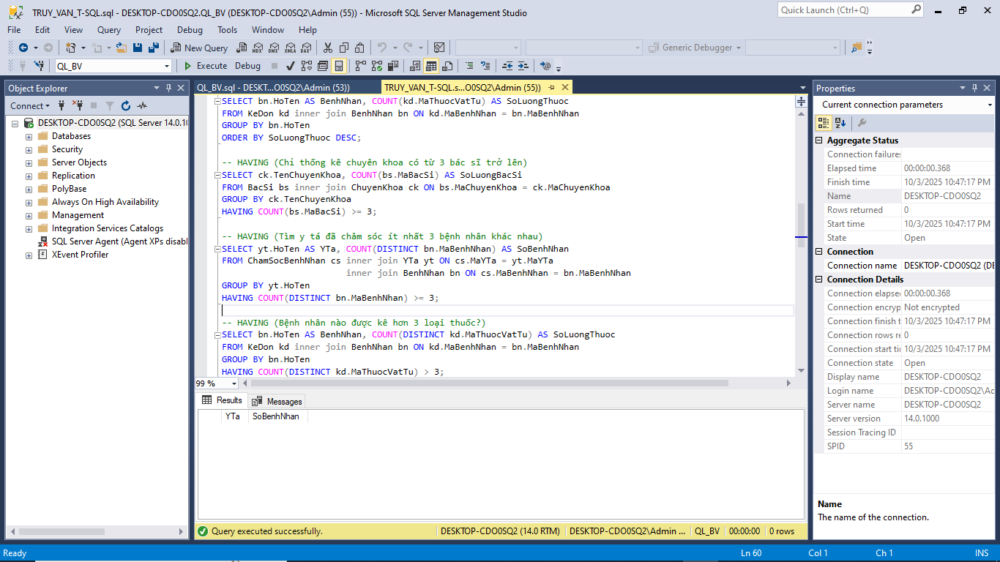 TRUY_VAN_T-SQL.sql - DESKTOP-CDO0SQ2.QL_BV (DESKTOP-CDO0SQ2\Admin (55)) - Microsoft SQL Server Management Studio
Quick Launch (Ctrl+Q)
File Edit View Query Project Debug Tools Window Help
New Query
MDX DMX XMLA DAX
Generic Debugger
QL_BV
Execute Debug
Object Explorer
Connect
DESKTOP-CDO0SQ2 (SQL Server 14.0.10
Databases
Security
Server Objects
Replication
PolyBase
Always On High Availability
Management
Integration Services Catalogs
SQL Server Agent (Agent XPs disabl
XEvent Profiler
QL_BV.sql - DESKT...O0SQ2\Admin (53))
TRUY_VAN_T-SQL.s...O0SQ2\Admin (55))
SELECT bn.HoTen AS BenhNhan, COUNT(kd.MaThuocVatTu) AS SoLuongThuoc
FROM KeDon kd inner join BenhNhan bn ON kd.MaBenhNhan = bn.MaBenhNhan
GROUP BY bn.HoTen
ORDER BY SoLuongThuoc DESC;
-- HAVING (Chỉ thống kê chuyên khoa có từ 3 bác sĩ trở lên)
SELECT ck.TenChuyenKhoa, COUNT(bs.MaBacSi) AS SoLuongBacSi
FROM BacSi bs inner join ChuyenKhoa ck ON bs.MaChuyenKhoa = ck.MaChuyenKhoa
GROUP BY ck.TenChuyenKhoa
HAVING COUNT(bs.MaBacSi) >= 3;
-- HAVING (Tìm y tá đã chăm sóc ít nhất 3 bệnh nhân khác nhau)
SELECT yt.HoTen AS YTa, COUNT(DISTINCT bn.MaBenhNhan) AS SoBenhNhan
FROM ChamSocBenhNhan cs inner join YTa yt ON cs.MaYTa = yt.MaYTa
inner join BenhNhan bn ON cs.MaBenhNhan = bn.MaBenhNhan
GROUP BY yt.HoTen
HAVING COUNT(DISTINCT bn.MaBenhNhan) >= 3;
-- HAVING (Bệnh nhân nào được kê hơn 3 loại thuốc?)
SELECT bn.HoTen AS BenhNhan, COUNT(DISTINCT kd.MaThuocVatTu) AS SoLuongThuoc
FROM KeDon kd inner join BenhNhan bn ON kd.MaBenhNhan = bn.MaBenhNhan
GROUP BY bn.HoTen
HAVING COUNT(DISTINCT kd.MaThuocVatTu) > 3;
99 %
Results Messages
YTa SoBenhNhan
Query executed successfully.
DESKTOP-CDO0SQ2 (14.0 RTM) DESKTOP-CDO0SQ2\Admin ... QL_BV 00:00:00 0 rows
Properties
Current connection parameters
Aggregate Status
Connection failures
Elapsed time 00:00:00.368
Finish time 10/3/2025 10:47:17 PM
Name DESKTOP-CDO0SQ2
Rows returned 0
Start time 10/3/2025 10:47:17 PM
State Open
Connection
Connection name DESKTOP-CDO0SQ2 (DE
Connection Details
Connection elapse 00:00:00.368
Connection encryp Not encrypted
Connection finish t 10/3/2025 10:47:17 PM
Connection rows re 0
Connection start tir 10/3/2025 10:47:17 PM
Connection state Open
Display name DESKTOP-CDO0SQ2
Login name DESKTOP-CDO0SQ2\Ad
Server name DESKTOP-CDO0SQ2
Server version 14.0.1000
Session Tracing ID
SPID 55
Name
The name of the connection.
Ready Ln 60 Col 1 Ch 1 INS